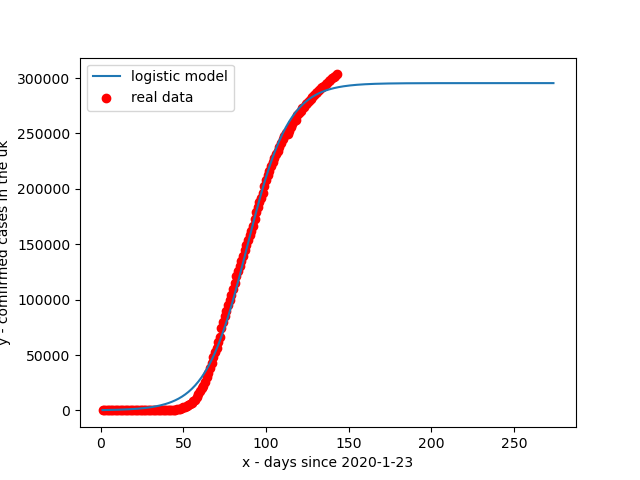 logistic model
real data
300000
250000
200000
150000
100000
50000
0
y - comfirmed cases in the uk
0 50 100 150 200 250
x - days since 2020-1-23